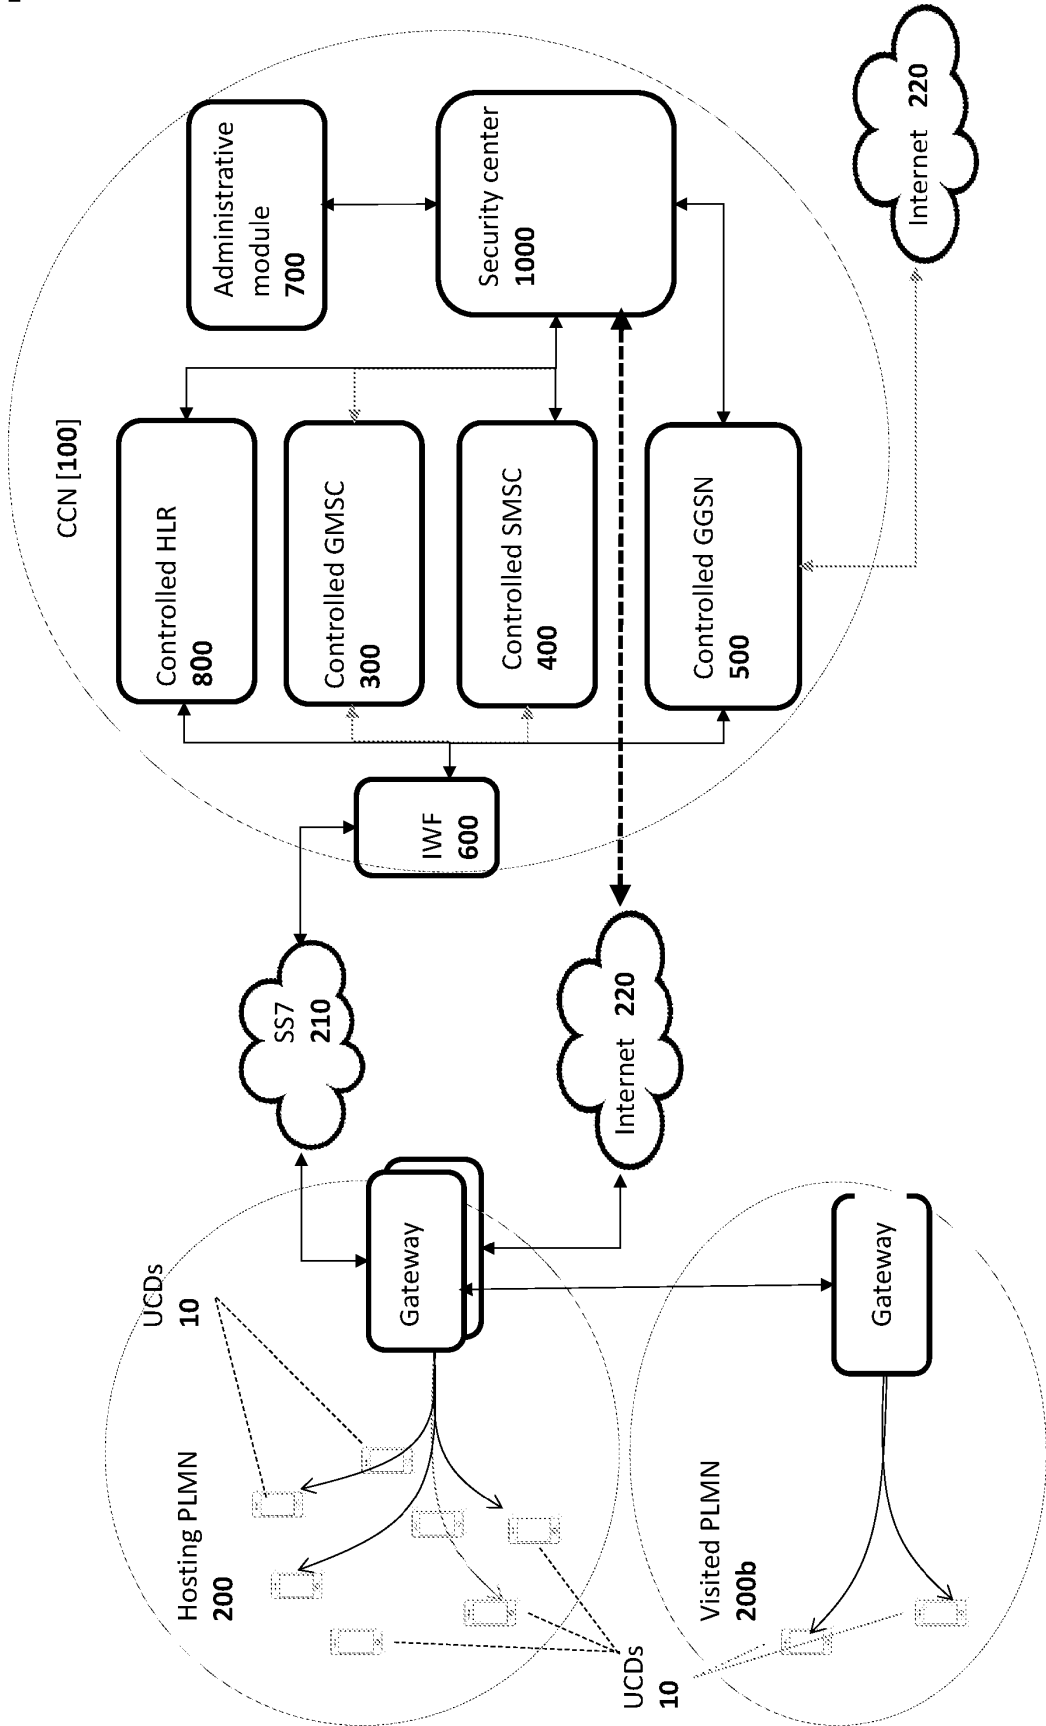 CCN [100]
Administrative
module
700
Security center
1000
Controlled HLR
800
Controlled GMSC
300
Controlled SMSC
400
Controlled GGSN
500
IWF
600
SS7
210
Internet 220
Internet 220
UCDs
10
Hosting PLMN
200
Gateway
UCDs
10
Visited PLMN
200b
Gateway